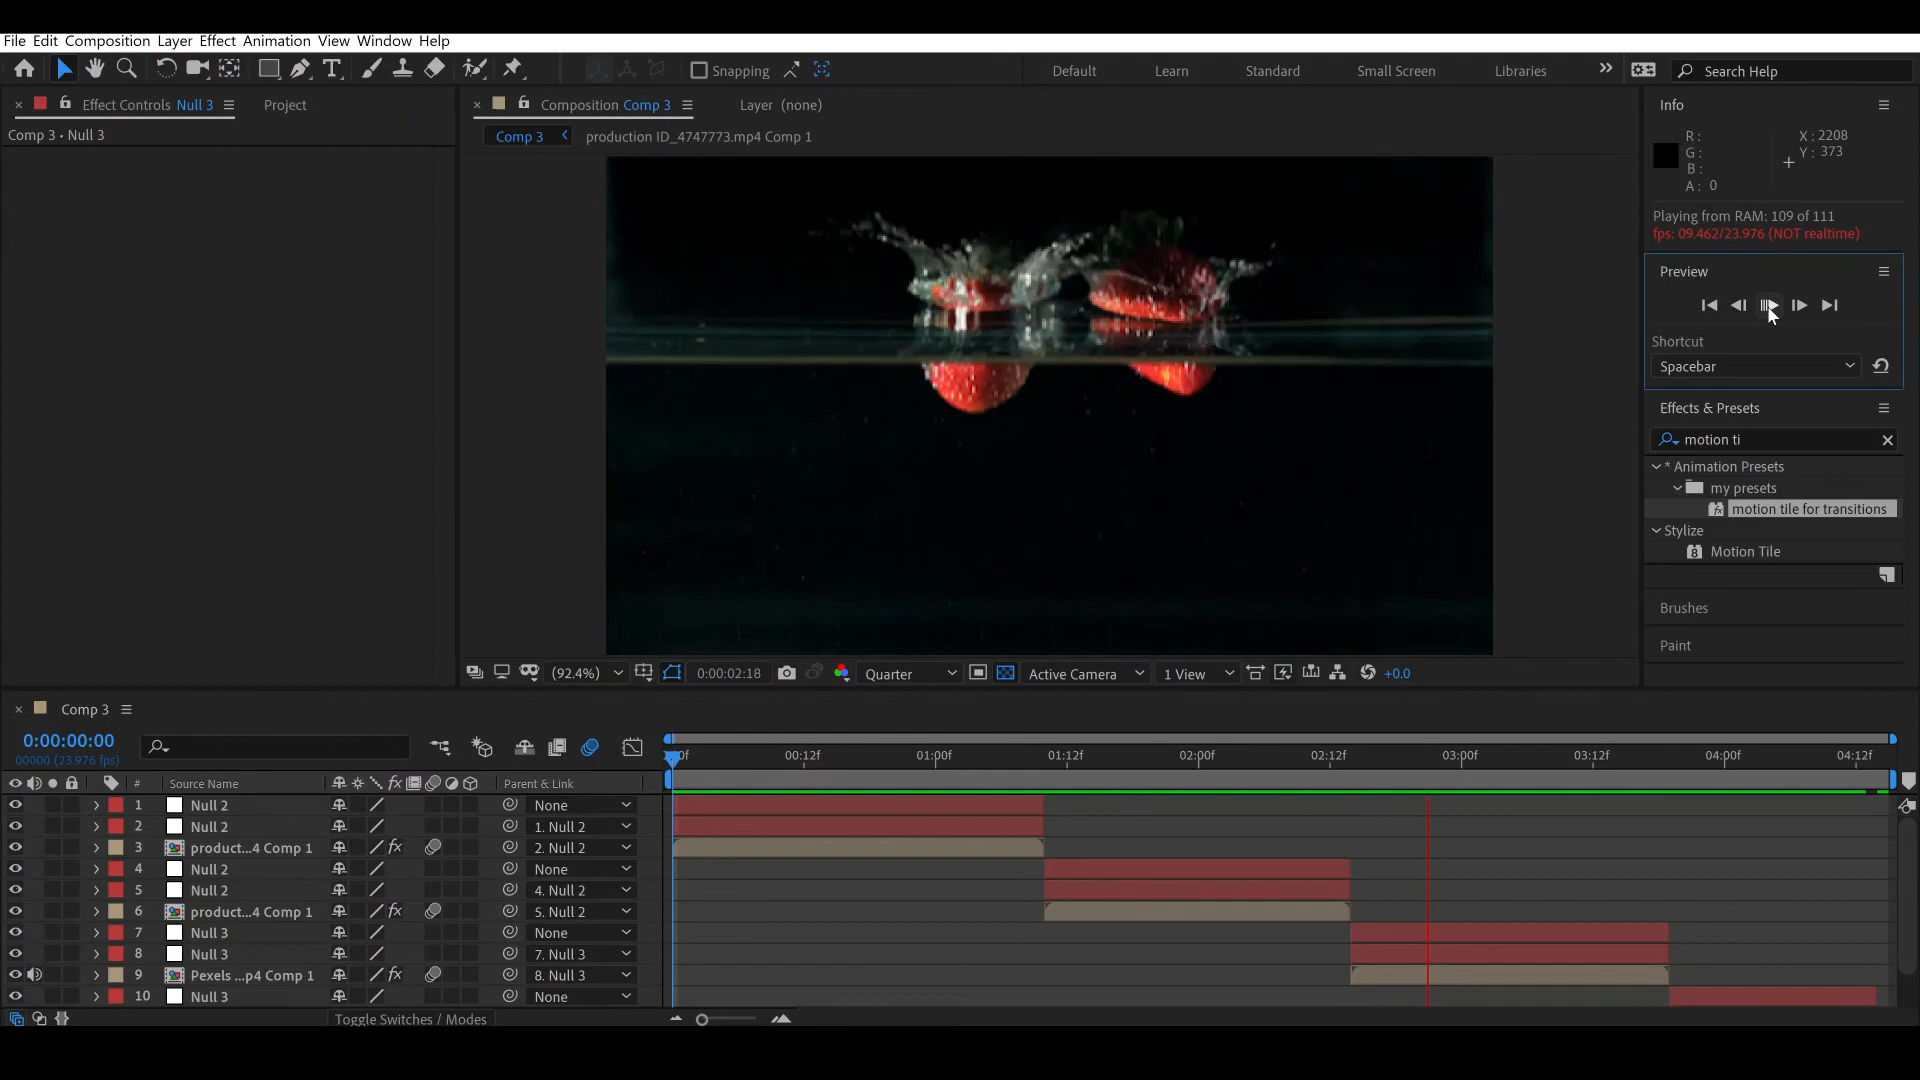 File Edit Composition Layer Effect Animation View Window Help
Snapping
Default Learn Standard Small Screen Libraries
Search Help
Effect Controls Null 3
Project
Comp 3 • Null 3
Composition Comp 3
Layer (none)
Comp 3
production ID_4747773.mp4 Comp 1
(92.4%)
0:00:02:18
Quarter
Active Camera
1 View
+0.0
Info
R:
G:
B:
A: 0
X: 2208
Y: 373
Playing from RAM: 109 of 111
fps: 09.462/23.976 (NOT realtime)
Preview
Shortcut
Spacebar
Effects & Presets
motion ti
* Animation Presets
my presets
motion tile for transitions
Stylize
Motion Tile
Brushes
Paint
Comp 3
0:00:00:00
00000 (23.976 fps)
# Source Name
fx
Parent & Link
00:12f 01:00f 01:12f 02:00f 02:12f 03:00f 03:12f 04:00f 04:12f
1 Null 2 None
2 Null 2 1. Null 2
3 product...4 Comp 1 fx 2. Null 2
4 Null 2 None
5 Null 2 4. Null 2
6 product...4 Comp 1 fx 5. Null 2
7 Null 3 None
8 Null 3 7. Null 3
9 Pexels ...p4 Comp 1 fx 8. Null 3
10 Null 3 None
Toggle Switches / Modes